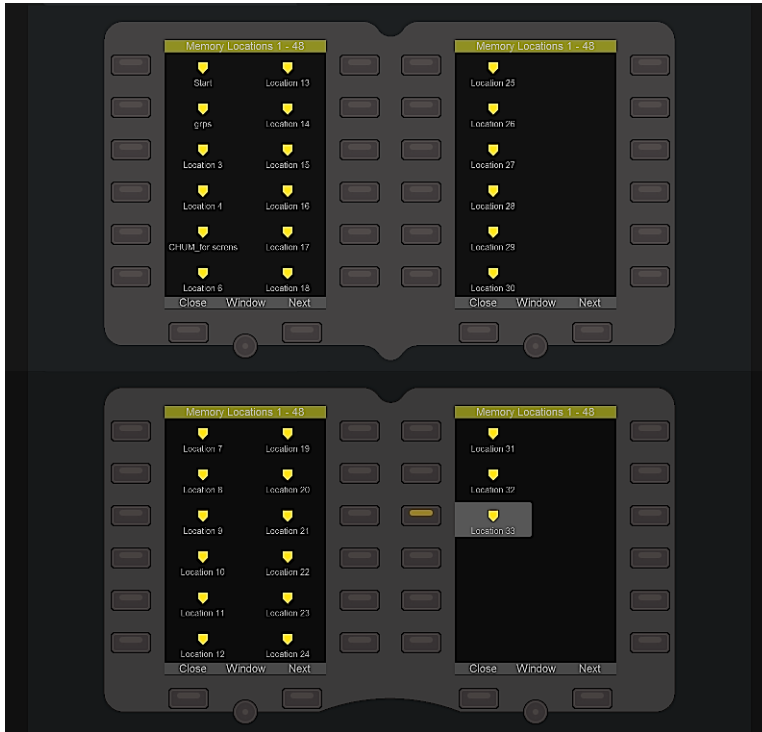 Memory Locations 1 - 48
Start Location 13
grps Location 14
Location 3 Location 15
Location 4 Location 16
CHUM_for screns Location 17
Location 6 Location 18
Close Window Next
Memory Locations 1 - 48
Location 25
Location 26
Location 27
Location 28
Location 29
Location 30
Close Window Next
Memory Locations 1 - 48
Location 7 Location 19
Location 8 Location 20
Location 9 Location 21
Location 10 Location 22
Location 11 Location 23
Location 12 Location 24
Close Window Next
Memory Locations 1 - 48
Location 31
Location 32
Location 33
Close Window Next